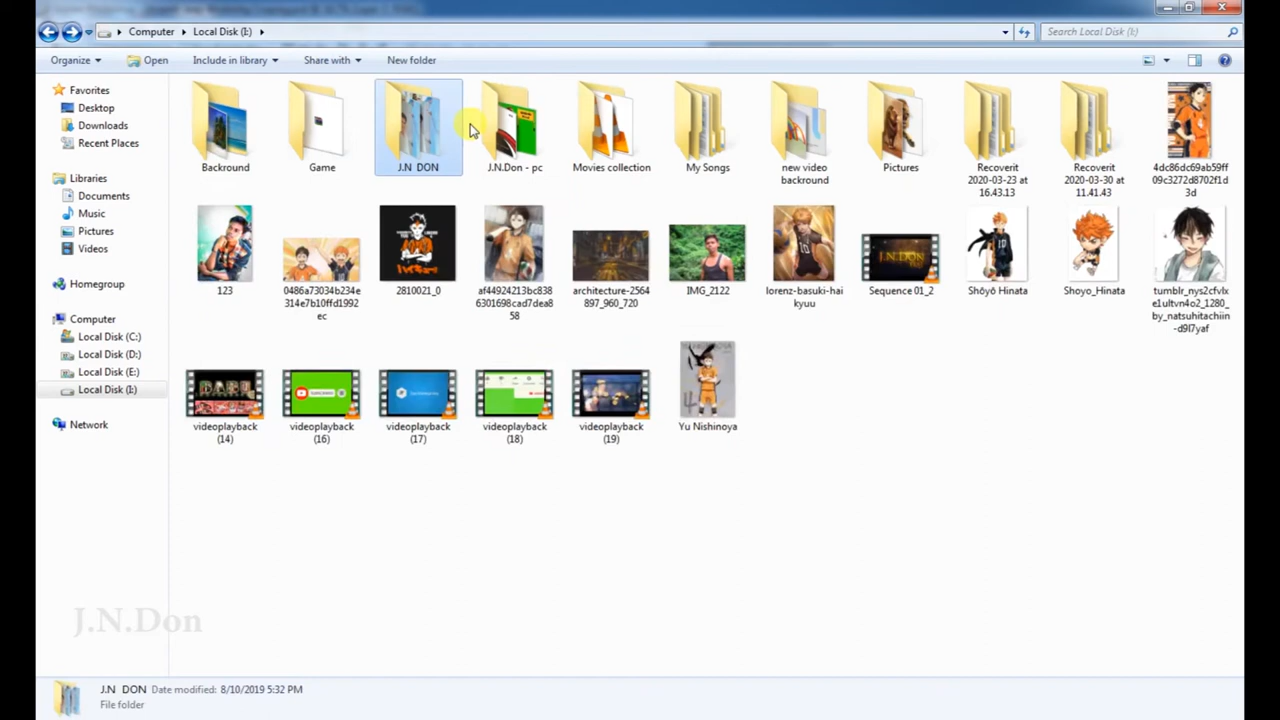 Computer
Local Disk (I:)
Search Local Disk (I:)
Organize
Open
Include in library
Share with
New folder
Favorites
Desktop
Downloads
Recent Places
Libraries
Documents
Music
Pictures
Videos
Homegroup
Computer
Local Disk (C:)
Local Disk (D:)
Local Disk (E:)
Local Disk (I:)
Network
Backround
Game
J.N DON
J.N.Don - pc
Movies collection
My Songs
new video
backround
Pictures
Recoverit
2020-03-23 at
16.43.13
Recoverit
2020-03-30 at
11.41.43
4dc86dc69ab59ff
09c3272d8702f1d
3d
123
0486a73034b234e
314e7b10ffd1992
ec
2810021_0
af44924213bc838
6301698cad7dea8
58
architecture-2564
897_960_720
IMG_2122
lorenz-basuki-hai
kyuu
Sequence 01_2
Shōyō Hinata
Shoyo_Hinata
tumblr_nys2cfvlx
e1ultvn4o2_1280_
by_natsuhitachiin
-d9l7yaf
videoplayback
(14)
videoplayback
(16)
videoplayback
(17)
videoplayback
(18)
videoplayback
(19)
Yu Nishinoya
J.N.Don
J.N DON Date modified: 8/10/2019 5:32 PM
File folder